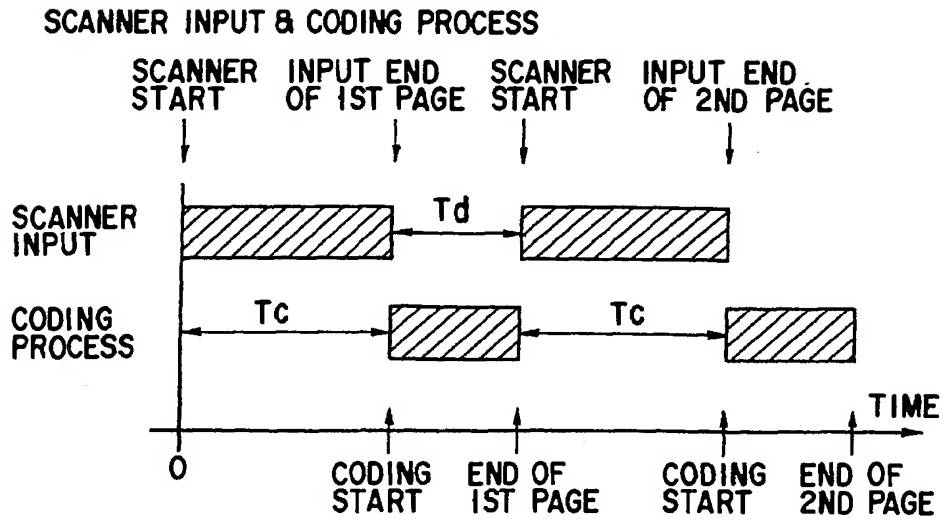 SCANNER INPUT & CODING PROCESS
SCANNER START
INPUT END OF 1ST PAGE
SCANNER START
INPUT END OF 2ND PAGE
SCANNER INPUT
Td
CODING PROCESS
Tc
Tc
TIME
0
CODING START
END OF 1ST PAGE
CODING START
END OF 2ND PAGE